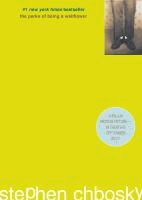 #1 new york times bestseller
the perks of being a wallflower
stephen chbosky